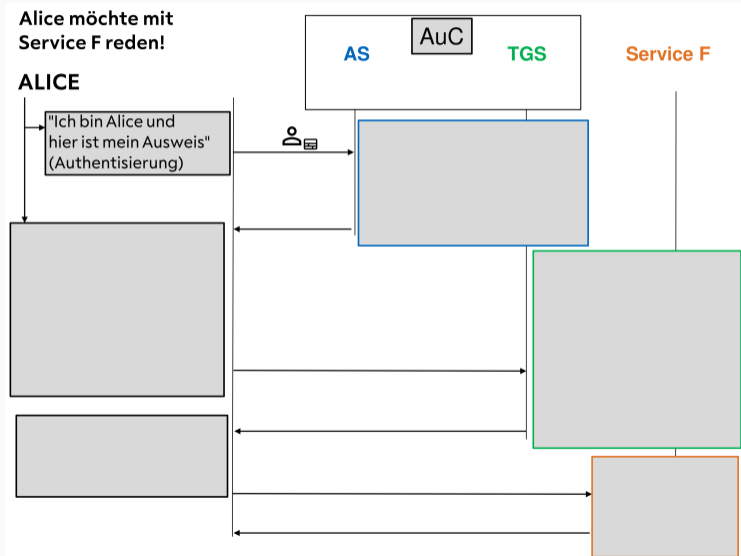 Alice möchte mit
Service F reden!
AuC
AS
TGS
Service F
ALICE
"Ich bin Alice und
hier ist mein Ausweis"
(Authentisierung)